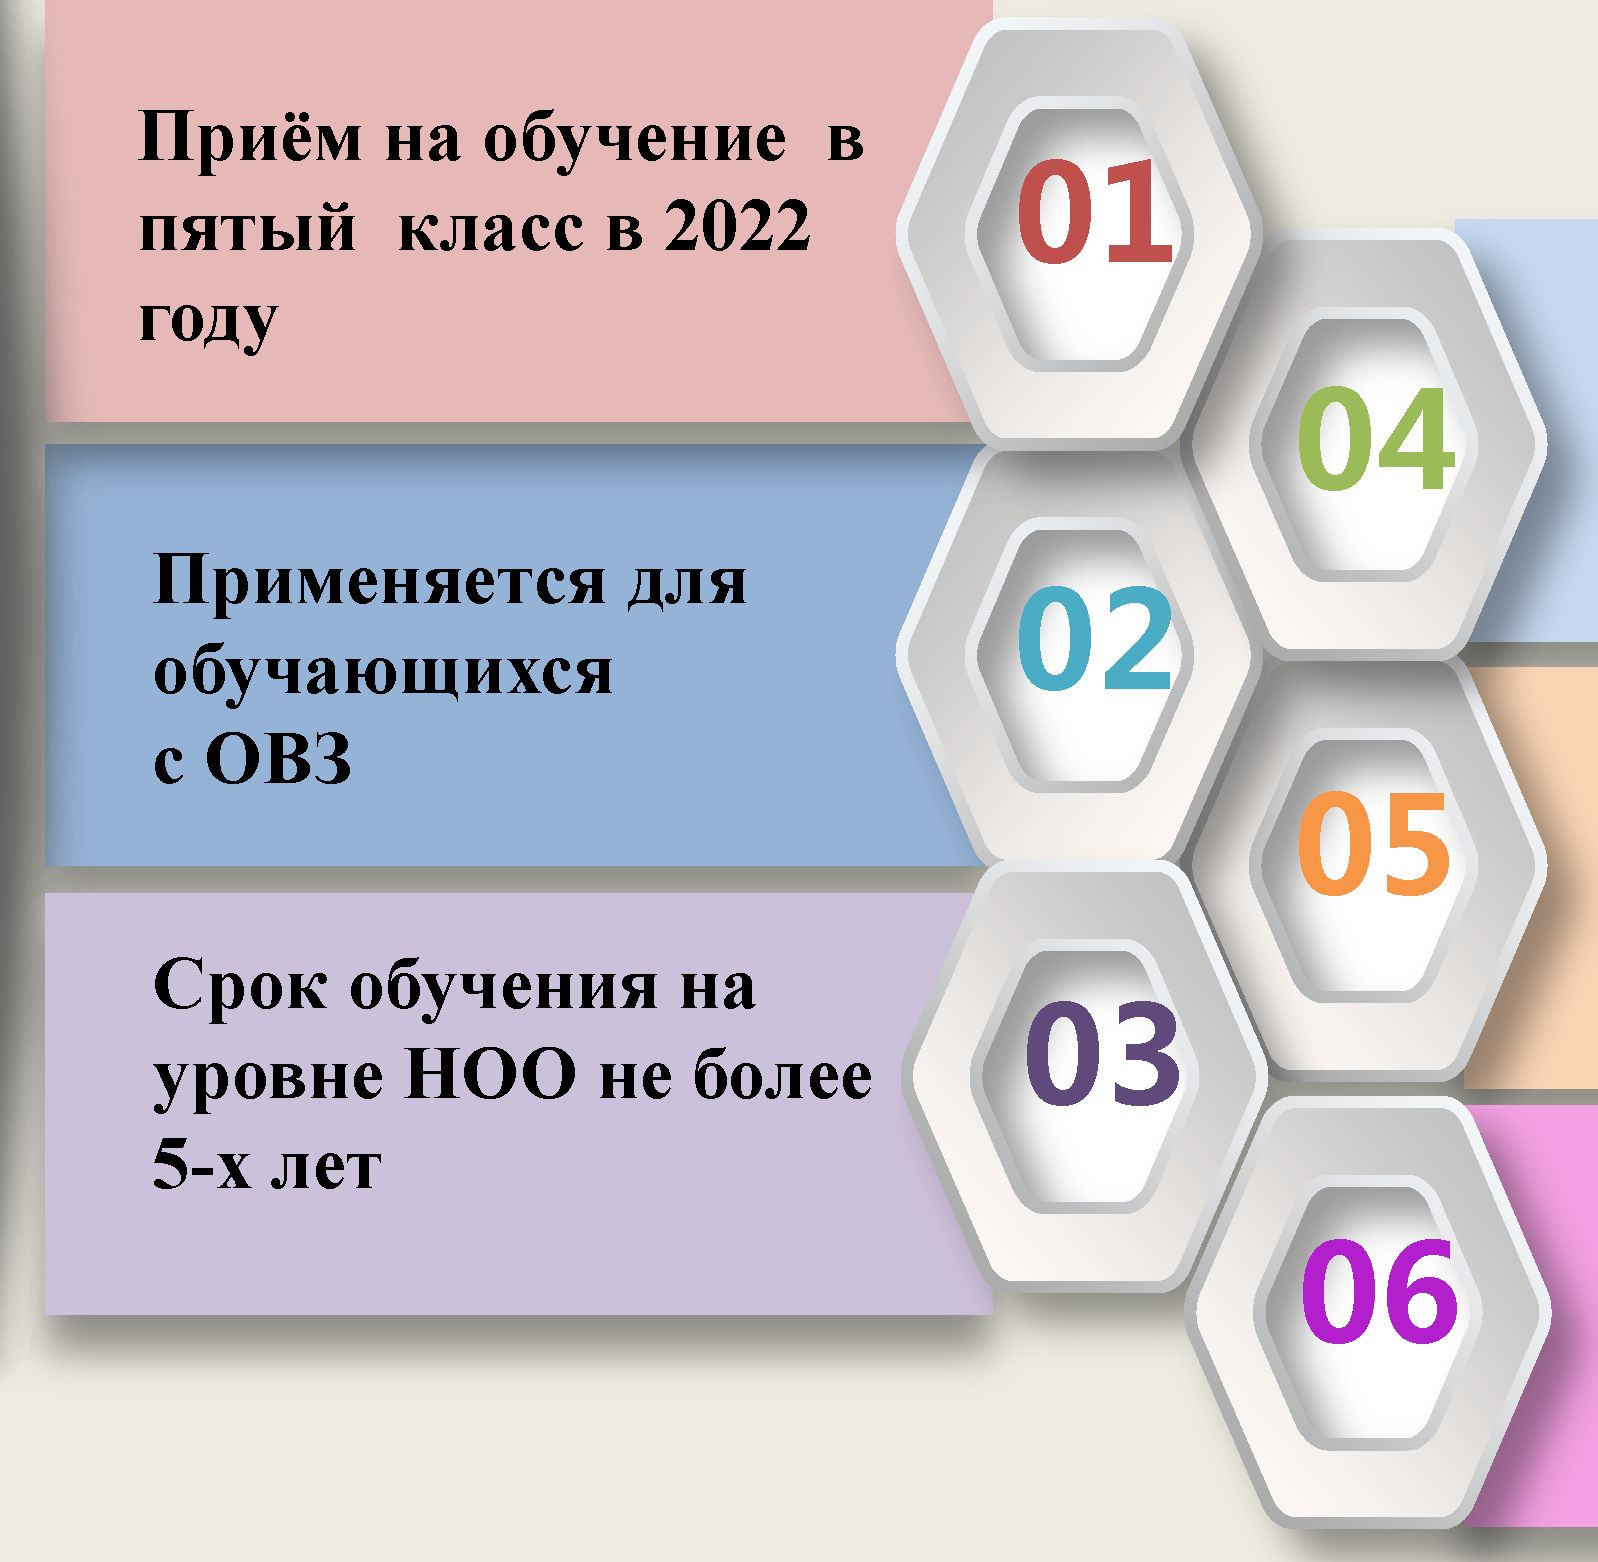 Приём на обучение в
пятый класс в 2022
году
01
Применяется для
обучающихся
с ОВЗ
02
Срок обучения на
уровне НОО не более
5-х лет
03
04
05
06